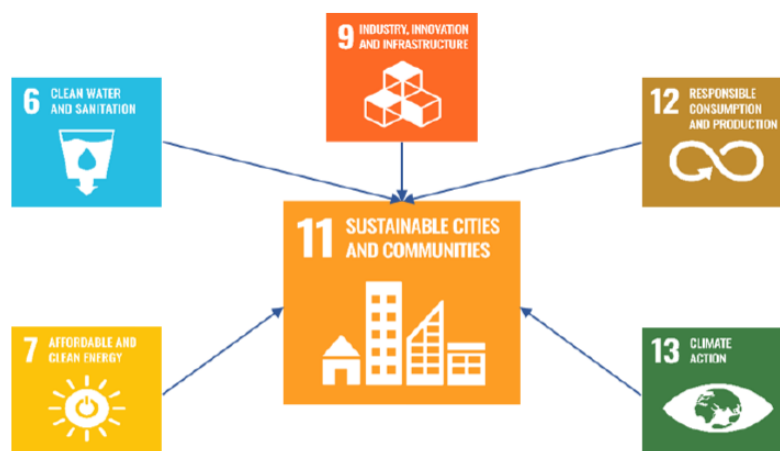 9 INDUSTRY, INNOVATION
AND INFRASTRUCTURE
6 CLEAN WATER
AND SANITATION
12 RESPONSIBLE
CONSUMPTION
AND PRODUCTION
11 SUSTAINABLE CITIES
AND COMMUNITIES
7 AFFORDABLE AND
CLEAN ENERGY
13 CLIMATE
ACTION